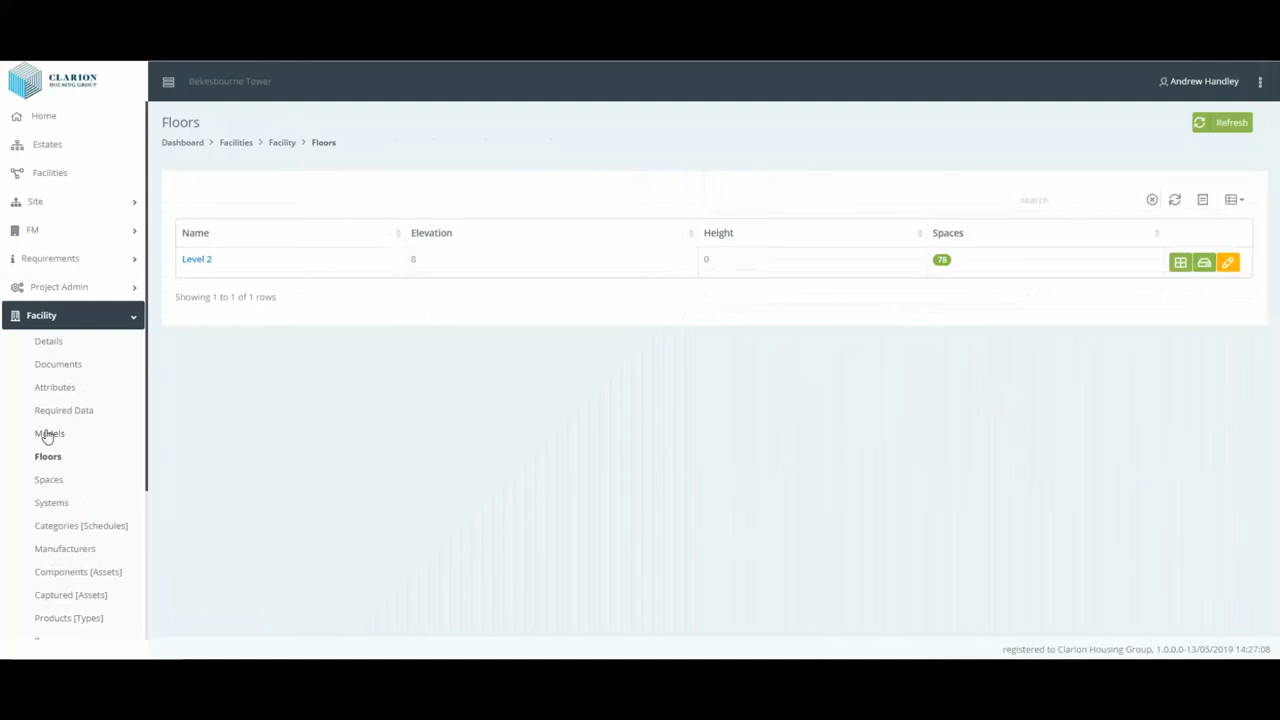 CLARION
HOUSING GROUP
Bekesbourne Tower
Andrew Handley
Home
Estates
Facilities
Site
FM
Requirements
Project Admin
Facility
Details
Documents
Attributes
Required Data
Models
Floors
Spaces
Systems
Categories [Schedules]
Manufacturers
Components [Assets]
Captured [Assets]
Products [Types]
Floors
Refresh
Dashboard > Facilities > Facility > Floors
search
Name Elevation Height Spaces
Level 2 8 0 78
Showing 1 to 1 of 1 rows
registered to Clarion Housing Group, 1.0.0.0-13/05/2019 14:27:08